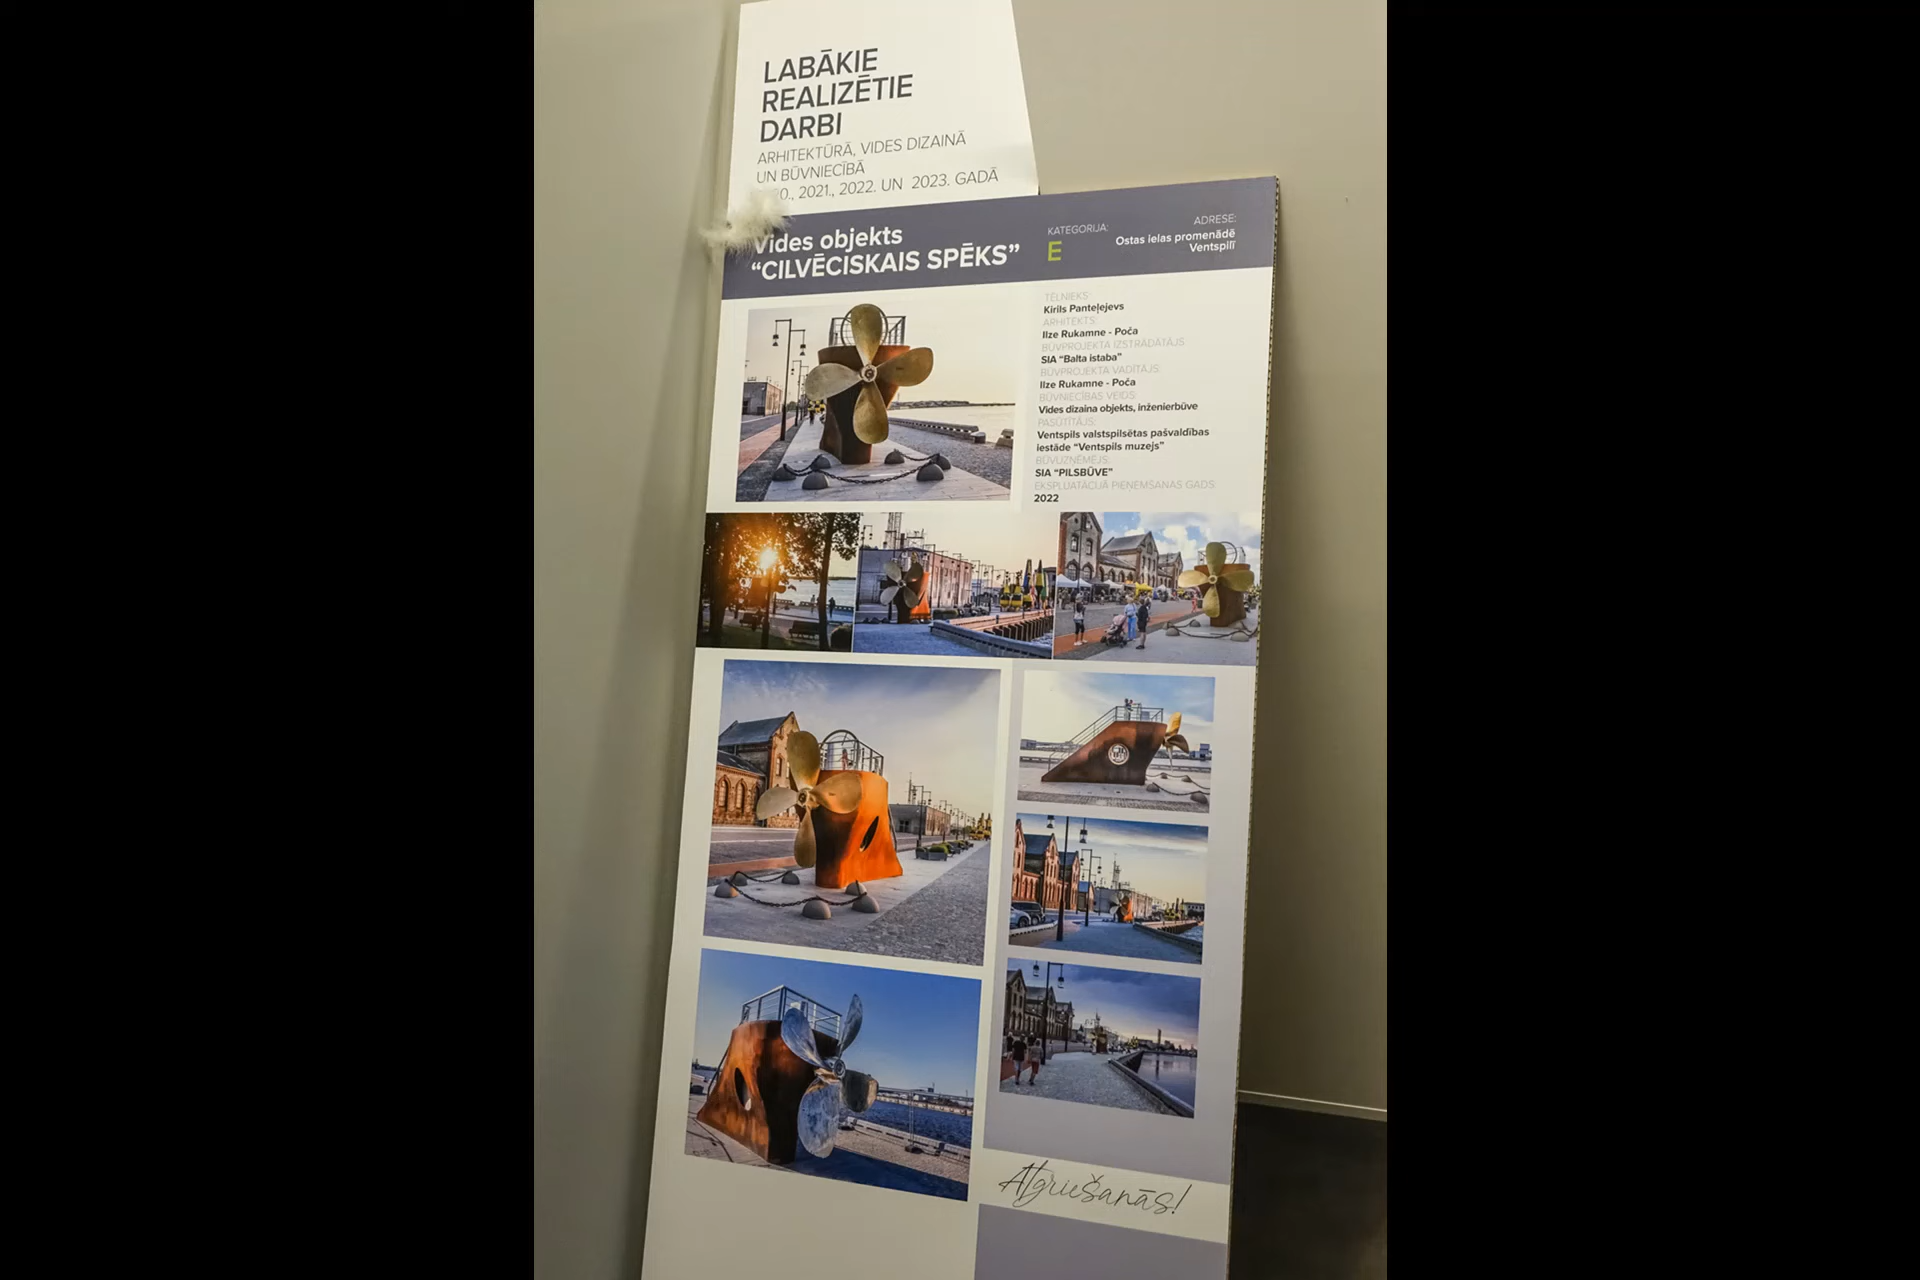 LABĀKIE
REALIZĒTIE
DARBI
ARHITEKTŪRĀ, VIDES DIZAINĀ
UN BŪVNIECĪBĀ
2021., 2022. UN 2023. GADĀ
Vides objekts
“CILVĒCISKAIS SPĒKS”
KATEGORIJA:
E
ADRESE:
Ostas ielas promenādē
Ventspilī
TĒLNIEKS:
Kirils Panteļejevs
ARHITEKTS:
Ilze Rukamne - Poča
BŪVPROJEKTA IZSTRĀDĀTĀJS
SIA “Balta istaba”
BŪVPROJEKTA VADĪTĀJS:
Ilze Rukamne - Poča
BŪVNIECĪBAS VEIDS:
Vides dizaina objekts, inženierbūve
PASŪTĪTĀJS:
Ventspils valstspilsētas pašvaldības
iestāde “Ventspils muzejs”
BŪVUZŅĒMĒJS:
SIA “PILSBŪVE”
EKSPLUATĀCIJĀ PIEŅEMŠANAS GADS:
2022
Atgriešanās!